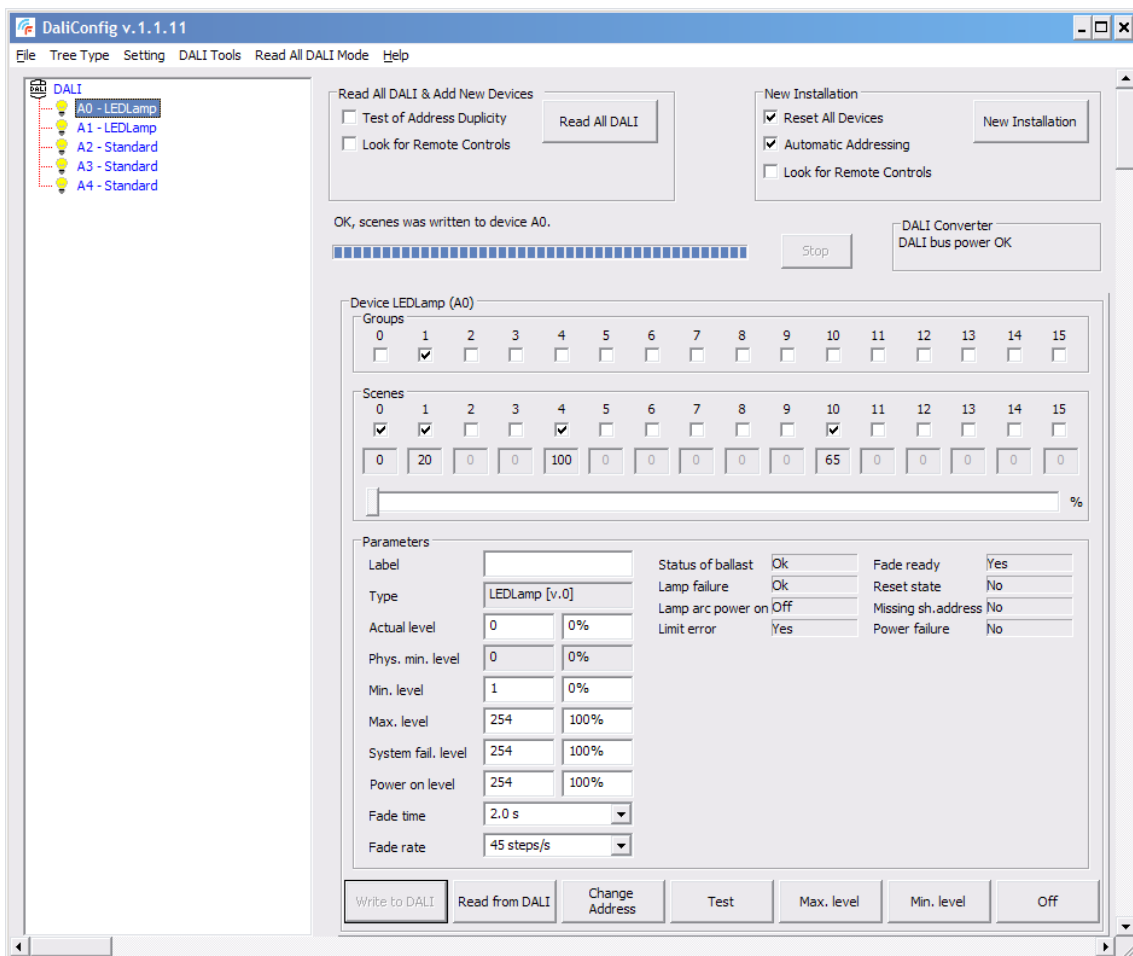 DaliConfig v.1.1.11
File Tree Type Setting DALI Tools Read All DALI Mode Help
DALI
A0 - LEDLamp
A1 - LEDLamp
A2 - Standard
A3 - Standard
A4 - Standard
Read All DALI & Add New Devices
Test of Address Duplicity
Look for Remote Controls
Read All DALI
New Installation
Reset All Devices
Automatic Addressing
Look for Remote Controls
New Installation
OK, scenes was written to device A0.
Stop
DALI Converter
DALI bus power OK
Device LEDLamp (A0)
Groups
0 1 2 3 4 5 6 7 8 9 10 11 12 13 14 15
Scenes
0 1 2 3 4 5 6 7 8 9 10 11 12 13 14 15
0 20 0 0 100 0 0 0 0 0 65 0 0 0 0 0
%
Parameters
Label
Type LEDLamp [v.0]
Actual level 0 0%
Phys. min. level 0 0%
Min. level 1 0%
Max. level 254 100%
System fail. level 254 100%
Power on level 254 100%
Fade time 2.0 s
Fade rate 45 steps/s
Status of ballast Ok
Lamp failure Ok
Lamp arc power on Off
Limit error Yes
Fade ready Yes
Reset state No
Missing sh.address No
Power failure No
Write to DALI
Read from DALI
Change
Address
Test
Max. level
Min. level
Off